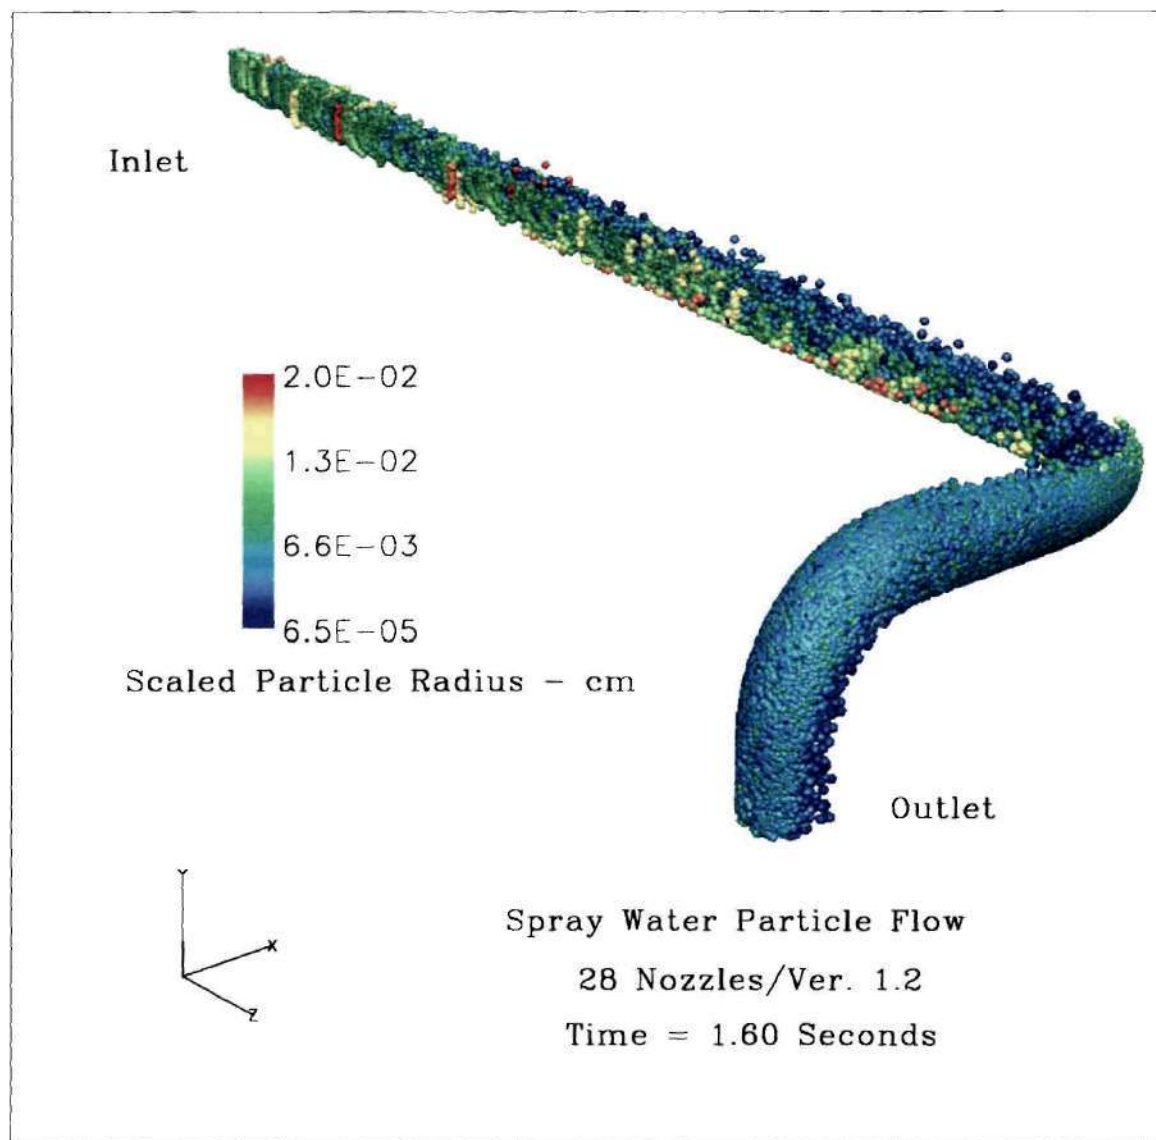 Inlet
2.0E-02
1.3E-02
6.6E-03
6.5E-05
Scaled Particle Radius - cm
Outlet
Y
X
Z
Spray Water Particle Flow
28 Nozzles/Ver. 1.2
Time = 1.60 Seconds